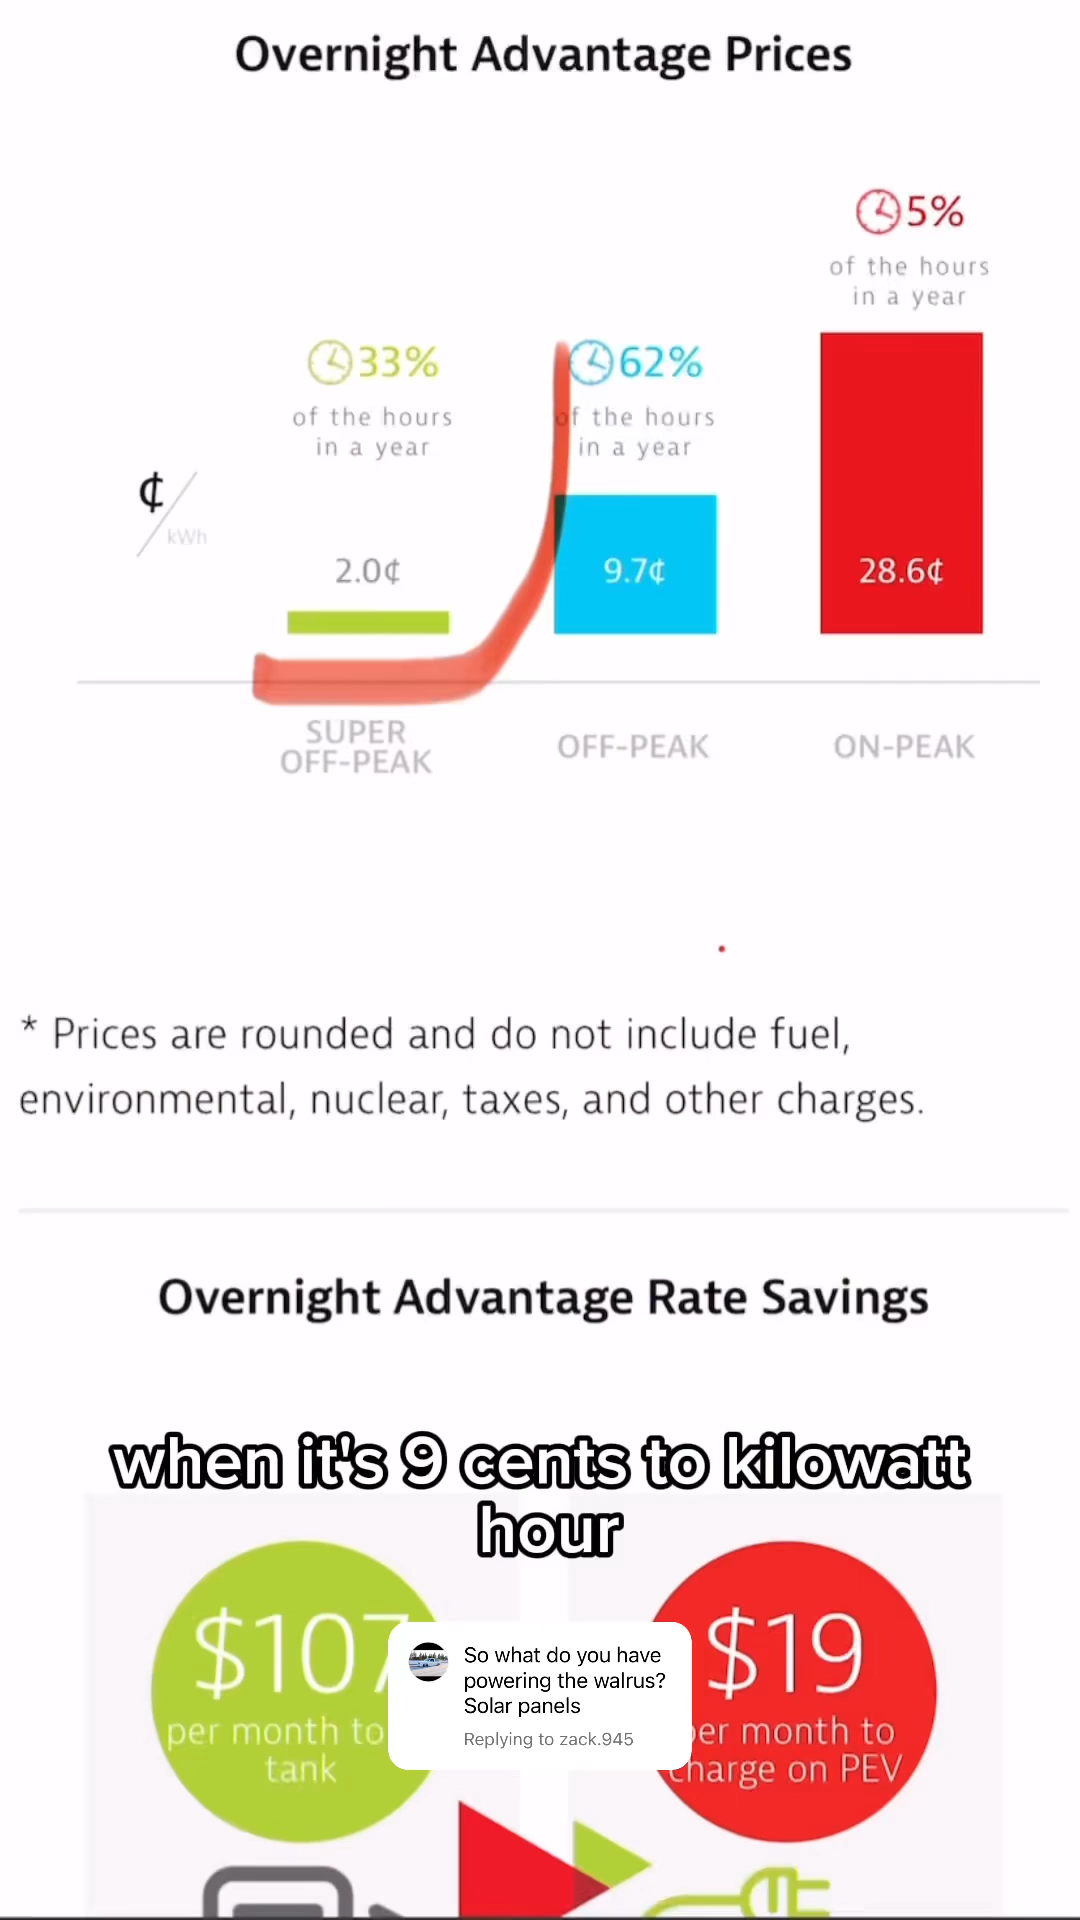 Overnight Advantage Prices
5%
of the hours
in a year
33%
62%
of the hours
of the hours
in a year
in a year
¢/
kWh
2.0¢
9.7¢
28.6¢
SUPER
OFF-PEAK
OFF-PEAK
ON-PEAK
* Prices are rounded and do not include fuel,
environmental, nuclear, taxes, and other charges.
Overnight Advantage Rate Savings
when it's 9 cents to kilowatt
hour
$107
$19
So what do you have
powering the walrus?
Solar panels
Replying to zack.945
per month to
tank
per month to
charge on PEV